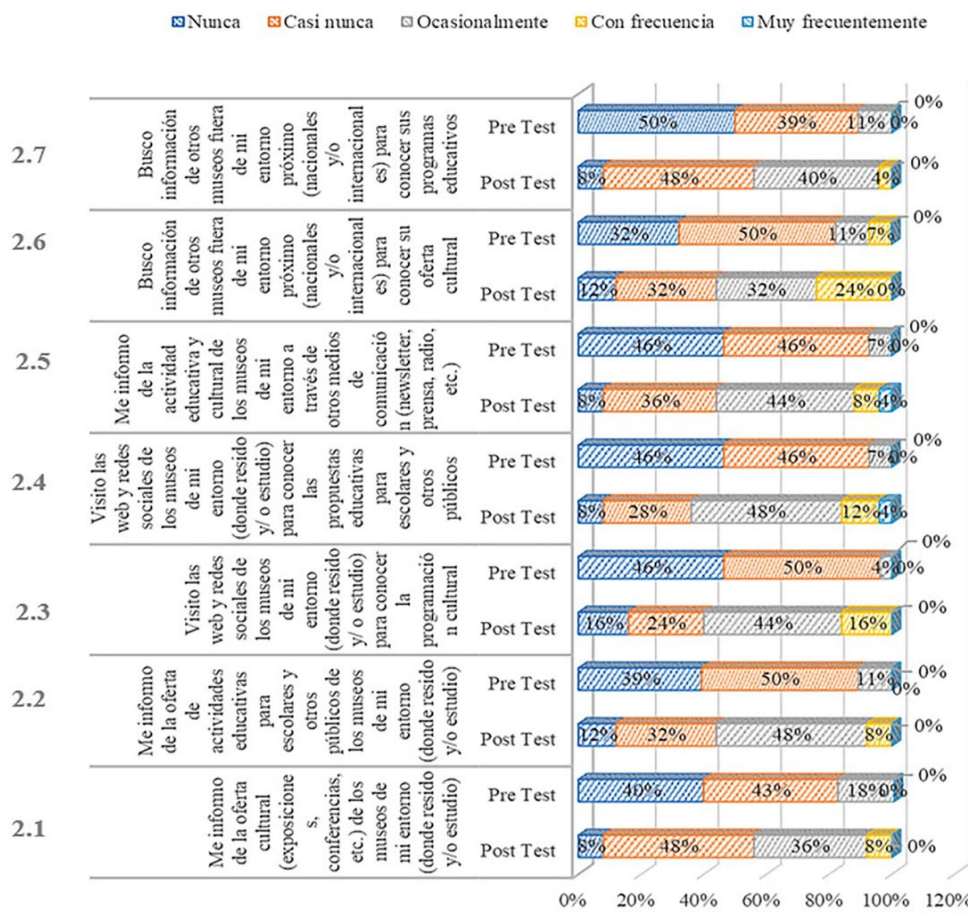 Nunca Casi nunca Ocasionalmente Con frecuencia Muy frecuentemente
2.7
Busco
información
de otros
museos fuera
de mi
entorno
próximo
(nacionales
y/o
internacional
es) para
conocer sus
programas
educativos
Pre Test
50% 39% 11% 0% 0%
Post Test
8% 48% 40% 4% 0%
2.6
Busco
información
de otros
museos fuera
de mi
entorno
próximo
(nacionales
y/o
internacional
es) para
conocer su
oferta
cultural
Pre Test
32% 50% 11% 7% 0%
Post Test
12% 32% 32% 24% 0%
2.5
Me informo
de la
actividad
educativa y
cultural de
los museos
de mi
entorno a
través de
otros medios
de
comunicació
n (newsletter,
prensa, radio,
etc.)
Pre Test
46% 46% 7% 0% 0%
Post Test
8% 36% 44% 8% 4%
2.4
Visito las
web y redes
sociales de
los museos
de mi
entorno
(donde resido
y/ o estudio)
para conocer
las
propuestas
educativas
para
escolares y
otros
públicos
Pre Test
46% 46% 7% 0% 0%
Post Test
8% 28% 48% 12% 4%
2.3
Visito las
web y redes
sociales de
los museos
de mi
entorno
(donde resido
y/ o estudio)
para conocer
la
programació
n cultural
Pre Test
46% 50% 4% 0% 0%
Post Test
16% 24% 44% 16% 0%
2.2
Me informo
de la oferta
de
actividades
educativas
para
escolares y
otros
públicos de
los museos
de mi
entorno
(donde resido
y/o estudio)
Pre Test
39% 50% 11% 0% 0%
Post Test
12% 32% 48% 8% 0%
2.1
Me informo
de la oferta
cultural
(exposicione
s,
conferencias,
etc.) de los
museos de
mi entorno
(donde resido
y/o estudio)
Pre Test
40% 43% 18% 0% 0%
Post Test
8% 48% 36% 8% 0%
0% 20% 40% 60% 80% 100% 120%